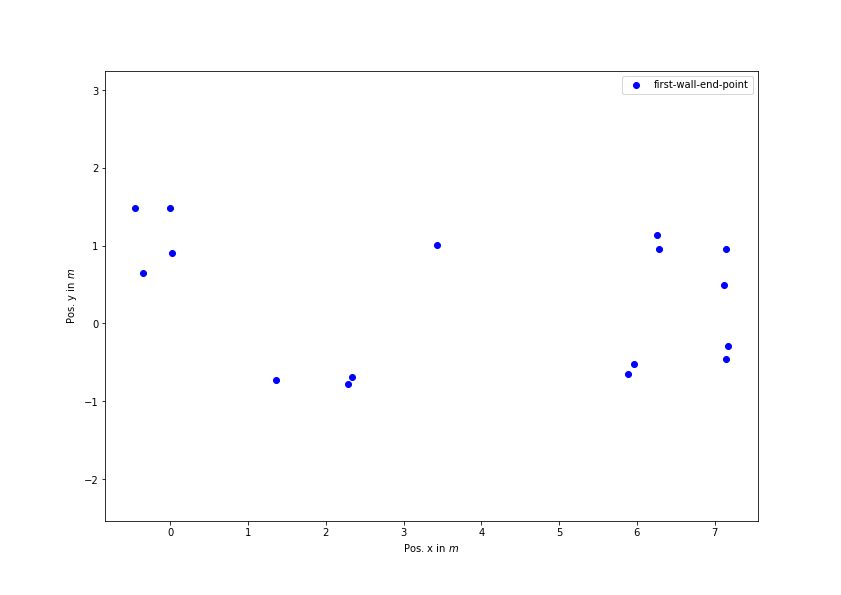 first-wall-end-point
3
2
1
0
−1
−2
Pos. y in m
0 1 2 3 4 5 6 7
Pos. x in m